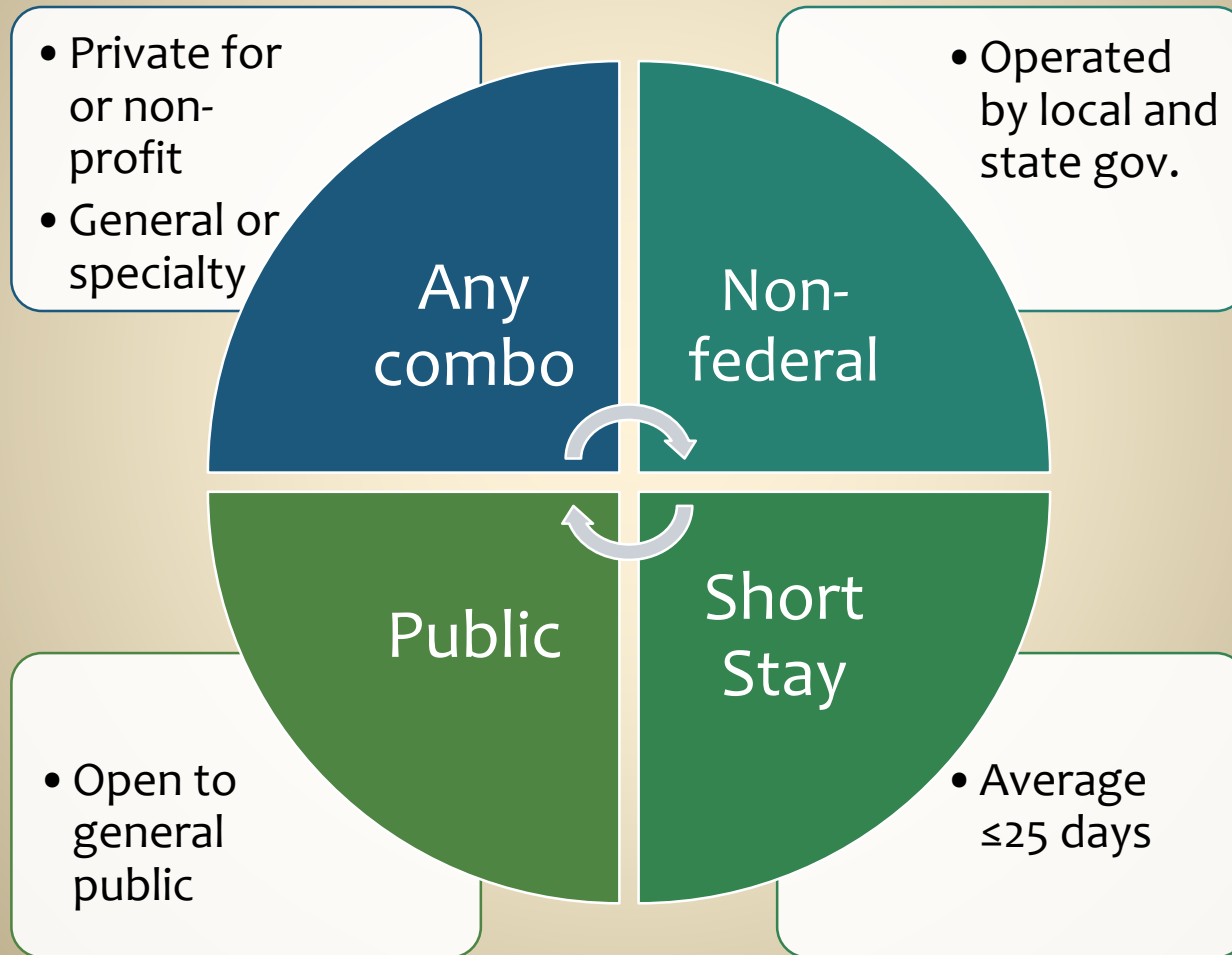 • Private for
or non-
profit
• General or
specialty
Any
combo
Non-
federal
• Operated
by local and
state gov.
Public
• Open to
general
public
Short
Stay
• Average
≤25 days